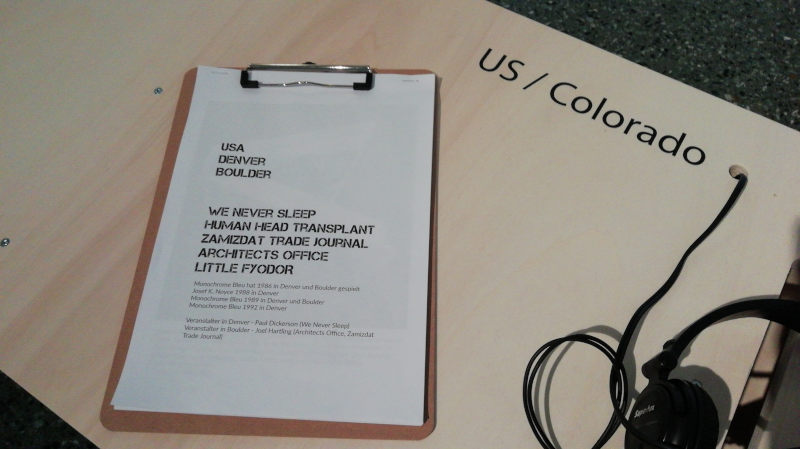 US / Colorado
USA
DENVER
BOULDER
WE NEVER SLEEP
HUMAN HEAD TRANSPLANT
ZAMIZDAT TRADE JOURNAL
ARCHITECTS OFFICE
LITTLE FYODOR
Monochrome Bleu hat 1986 in Denver und Boulder gespielt
Josef K. Noyce 1988 in Denver
Monochrome Bleu 1989 in Denver und Boulder
Monochrome Bleu 1992 in Denver
Veranstalter in Denver - Paul Dickerson (We Never Sleep)
Veranstalter in Boulder - Joel Hartling (Architects Office, Zamizdat
Trade Journal)